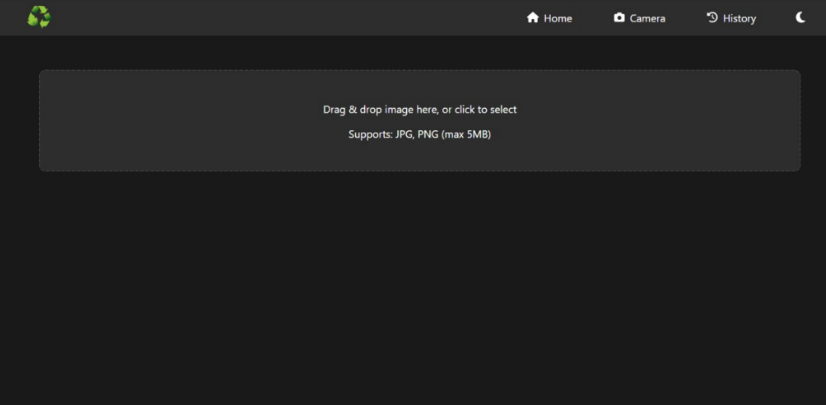 Home
Camera
History
Drag & drop image here, or click to select
Supports: JPG, PNG (max 5MB)